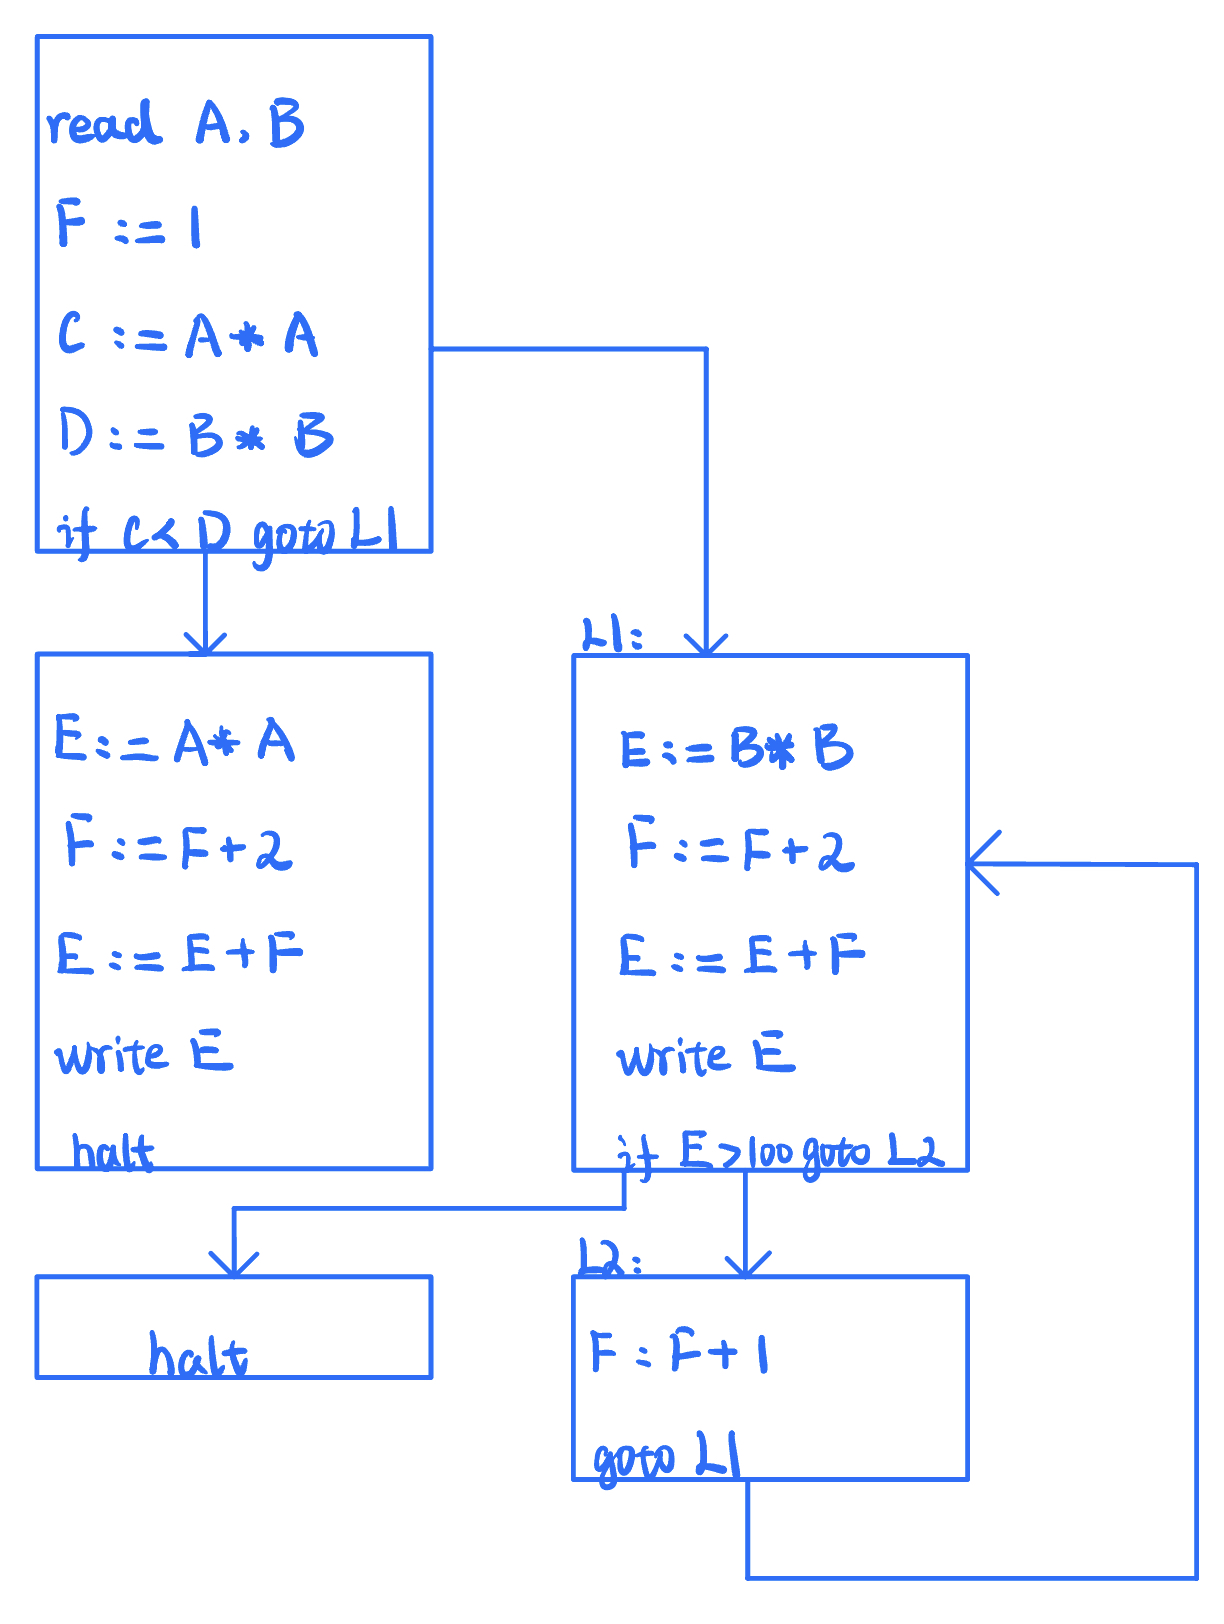 read A, B
F := 1
C := A * A
D := B * B
if C < D goto L1
E := A * A
F := F + 2
E := E + F
write E
halt
L1:
E := B * B
F := F + 2
E := E + F
write E
if E > 100 goto L2
halt
L2:
F : F + 1
goto L1